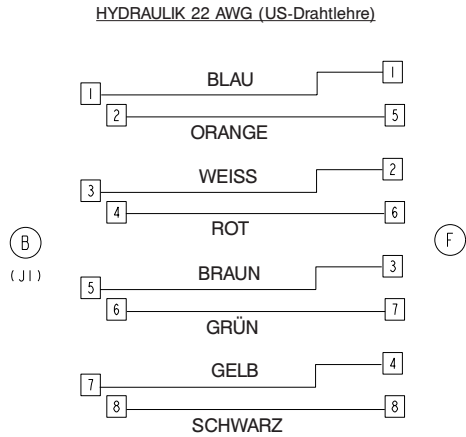 HYDRAULIK 22 AWG (US-Drahtlehre)
1 BLAU 1
2 ORANGE 5
3 WEISS 2
4 ROT 6
B F
(J1)
5 BRAUN 3
6 GRÜN 7
7 GELB 4
8 SCHWARZ 8